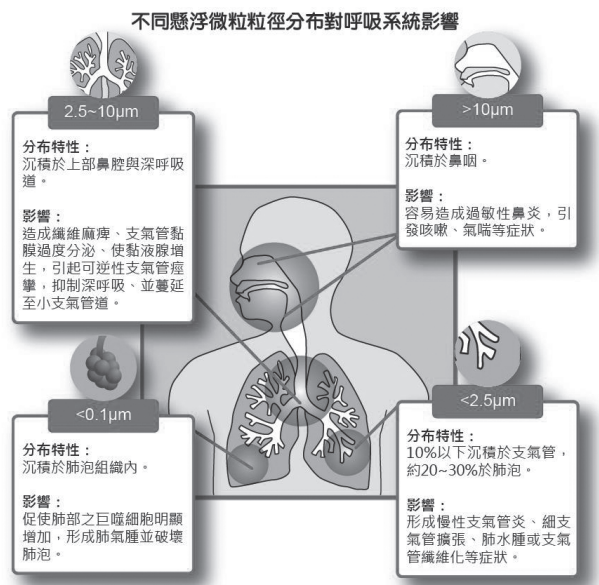 不同懸浮微粒粒徑分布對呼吸系統影響
2.5~10μm
分布特性：
沉積於上部鼻腔與深呼吸
道。
影響：
造成纖維麻痺、支氣管黏
膜過度分泌、使黏液腺增
生，引起可逆性支氣管痙
攣，抑制深呼吸、並蔓延
至小支氣管道。
>10μm
分布特性：
沉積於鼻咽。
影響：
容易造成過敏性鼻炎，引
發咳嗽、氣喘等症狀。
<0.1μm
分布特性：
沉積於肺泡組織內。
影響：
促使肺部之巨噬細胞明顯
增加，形成肺氣腫並破壞
肺泡。
<2.5μm
分布特性：
10%以下沉積於支氣管，
約20~30%於肺泡。
影響：
形成慢性支氣管炎、細支
氣管擴張、肺水腫或支氣
管纖維化等症狀。